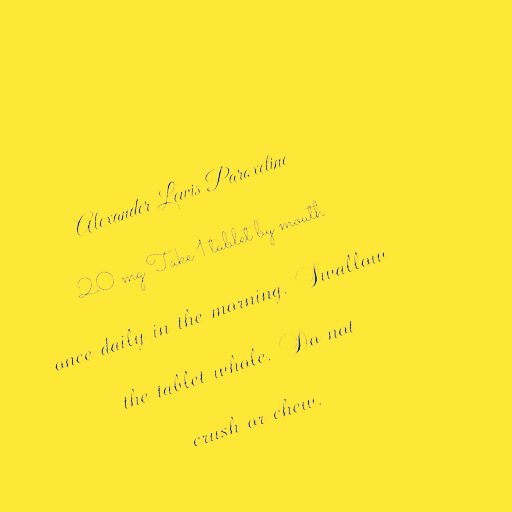 Alexander Lewis Paroxetine
20 mg Take 1 tablet by mouth
once daily in the morning. Swallow
the tablet whole. Do not
crush or chew.